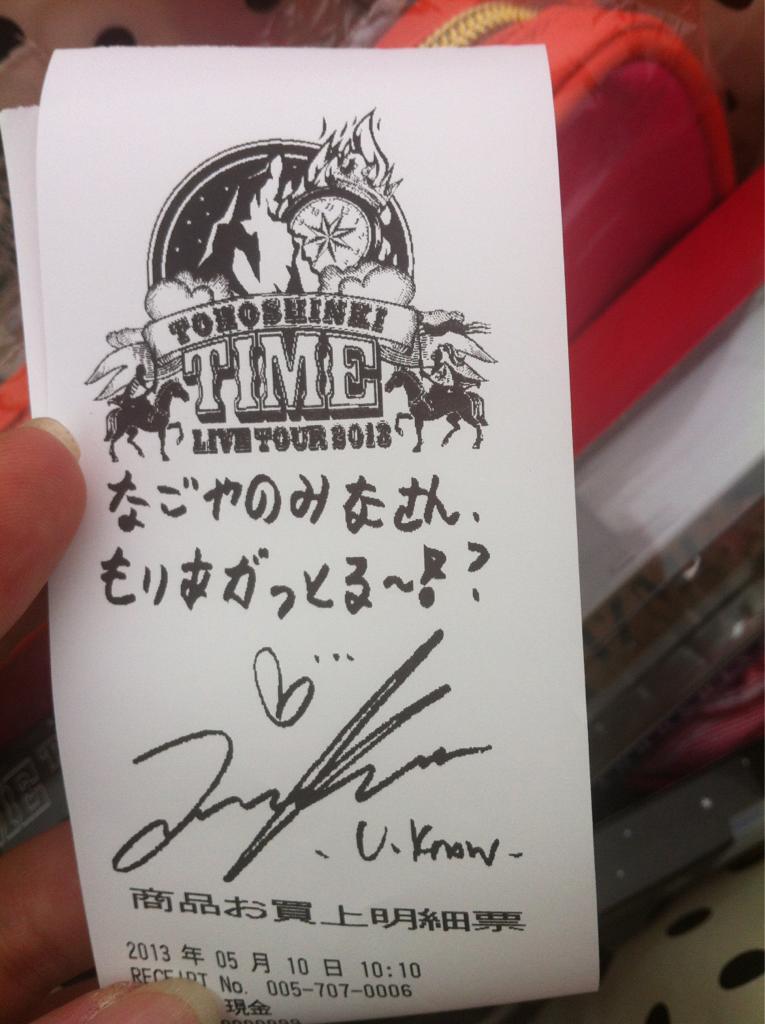 TOHOSHINKI
TIME
LIVE TOUR 2013
なごやのみなせん、
もりあがっとる〜!?
- U.Know -
商品お買上明細票
2013 年 05 月 10 日 10:10
RECEIPT No. 005-707-0006
現金